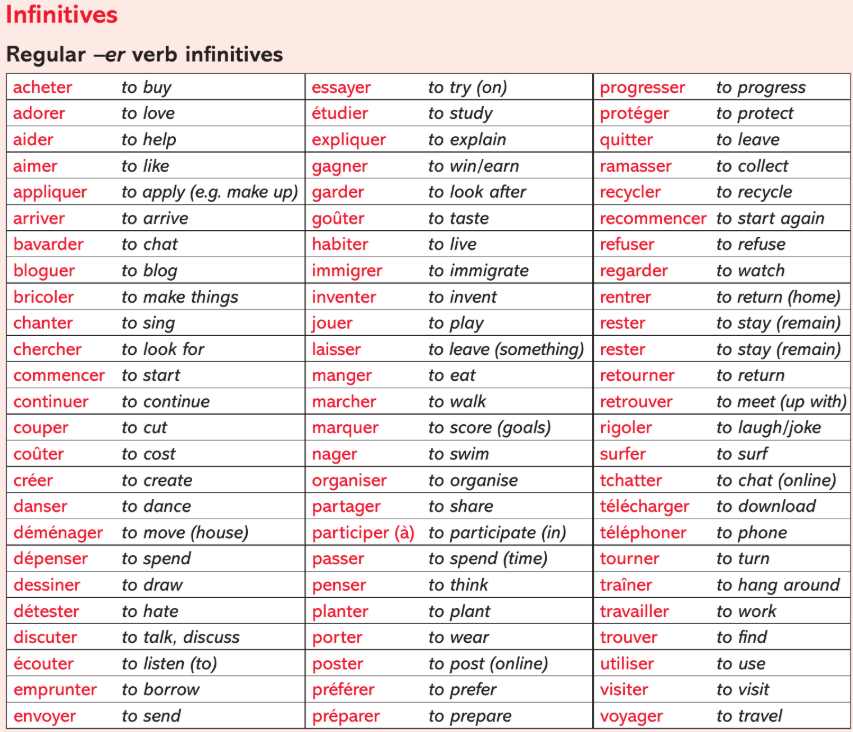 Infinitives
Regular –er verb infinitives
acheter to buy essayer to try (on) progresser to progress
adorer to love étudier to study protéger to protect
aider to help expliquer to explain quitter to leave
aimer to like gagner to win/earn ramasser to collect
appliquer to apply (e.g. make up) garder to look after recycler to recycle
arriver to arrive goûter to taste recommencer to start again
bavarder to chat habiter to live refuser to refuse
bloguer to blog immigrer to immigrate regarder to watch
bricoler to make things inventer to invent rentrer to return (home)
chanter to sing jouer to play rester to stay (remain)
chercher to look for laisser to leave (something) rester to stay (remain)
commencer to start manger to eat retourner to return
continuer to continue marcher to walk retrouver to meet (up with)
couper to cut marquer to score (goals) rigoler to laugh/joke
coûter to cost nager to swim surfer to surf
créer to create organiser to organise tchatter to chat (online)
danser to dance partager to share télécharger to download
déménager to move (house) participer (à) to participate (in) téléphoner to phone
dépenser to spend passer to spend (time) tourner to turn
dessiner to draw penser to think traîner to hang around
détester to hate planter to plant travailler to work
discuter to talk, discuss porter to wear trouver to find
écouter to listen (to) poster to post (online) utiliser to use
emprunter to borrow préférer to prefer visiter to visit
envoyer to send préparer to prepare voyager to travel